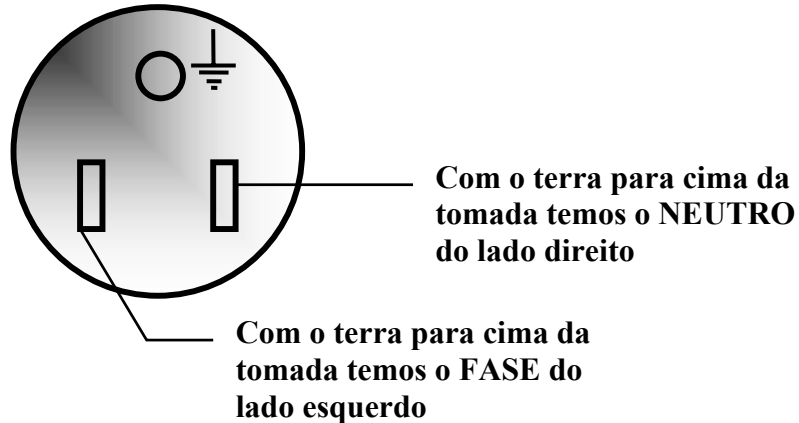 Com o terra para cima da
tomada temos o NEUTRO
do lado direito
Com o terra para cima da
tomada temos o FASE do
lado esquerdo